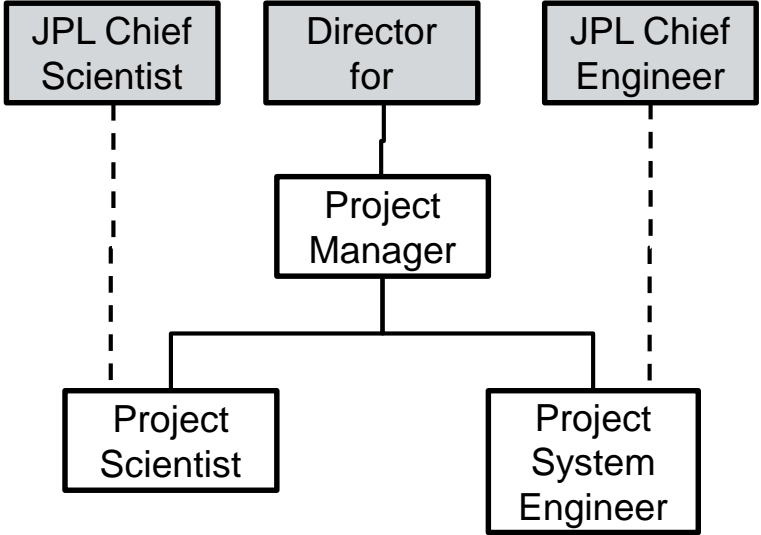 JPL Chief
Scientist
Director
for
JPL Chief
Engineer
Project
Manager
Project
Scientist
Project
System
Engineer